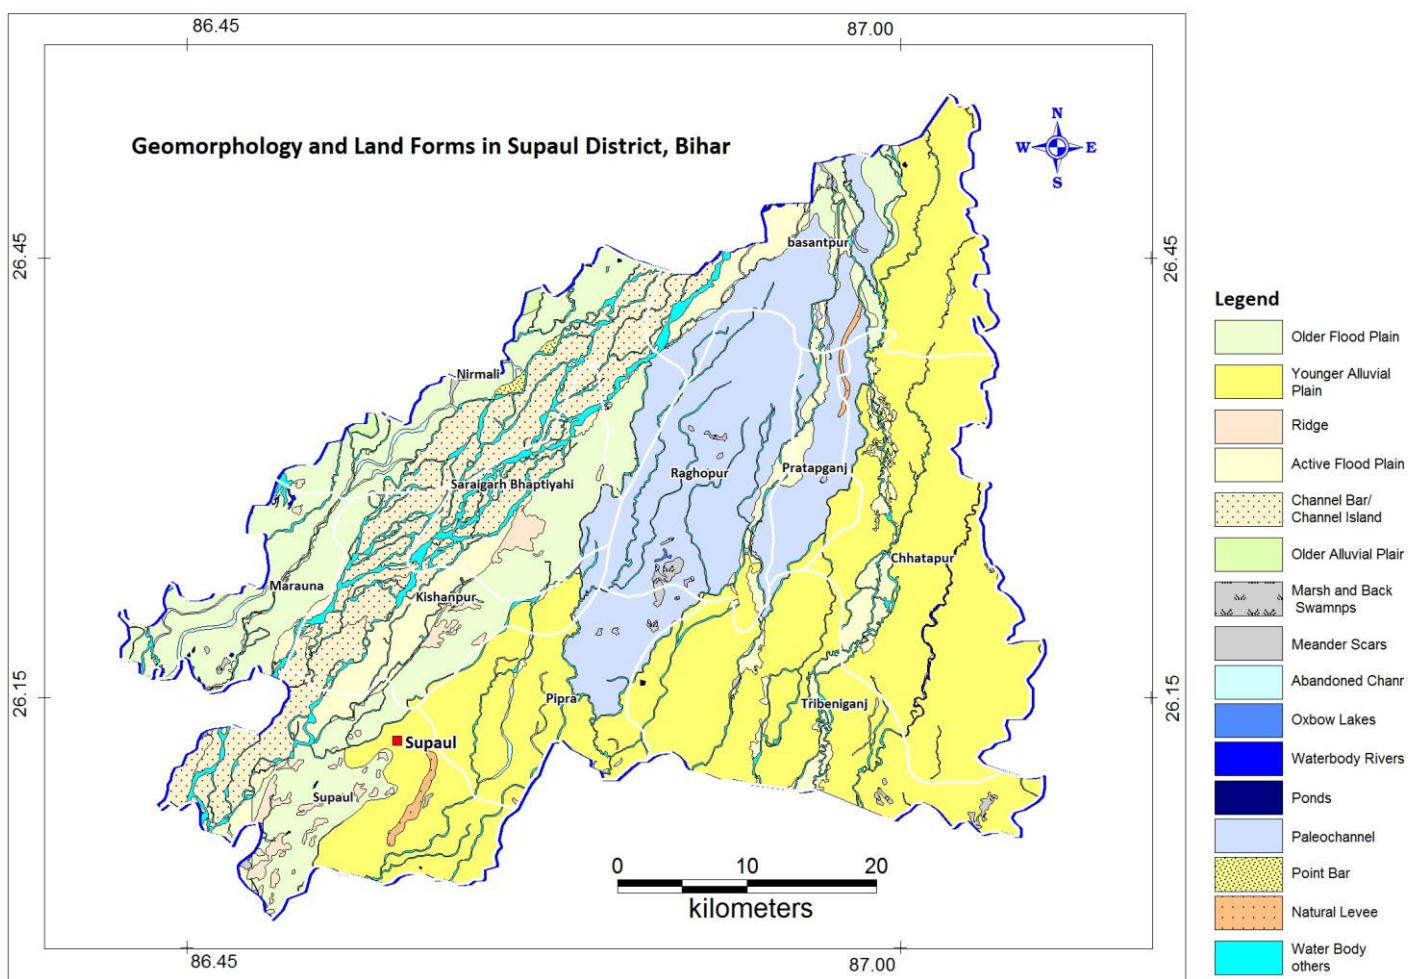 86.45
87.00
Geomorphology and Land Forms in Supaul District, Bihar
N
W E
S
basantpur
26.45
26.45
Nirmali
Saraigarh Bhaptiyahi
Raghopur
Pratapganj
Chhatapur
Marauna
Kishanpur
26.15
26.15
Pipra
Tribeniganj
Supaul
Supaul
0 10 20
kilometers
86.45
87.00
Legend
Older Flood Plain
Younger Alluvial
Plain
Ridge
Active Flood Plain
Channel Bar/
Channel Island
Older Alluvial Plair
Marsh and Back
Swamnps
Meander Scars
Abandoned Chanr
Oxbow Lakes
Waterbody Rivers
Ponds
Paleochannel
Point Bar
Natural Levee
Water Body
others